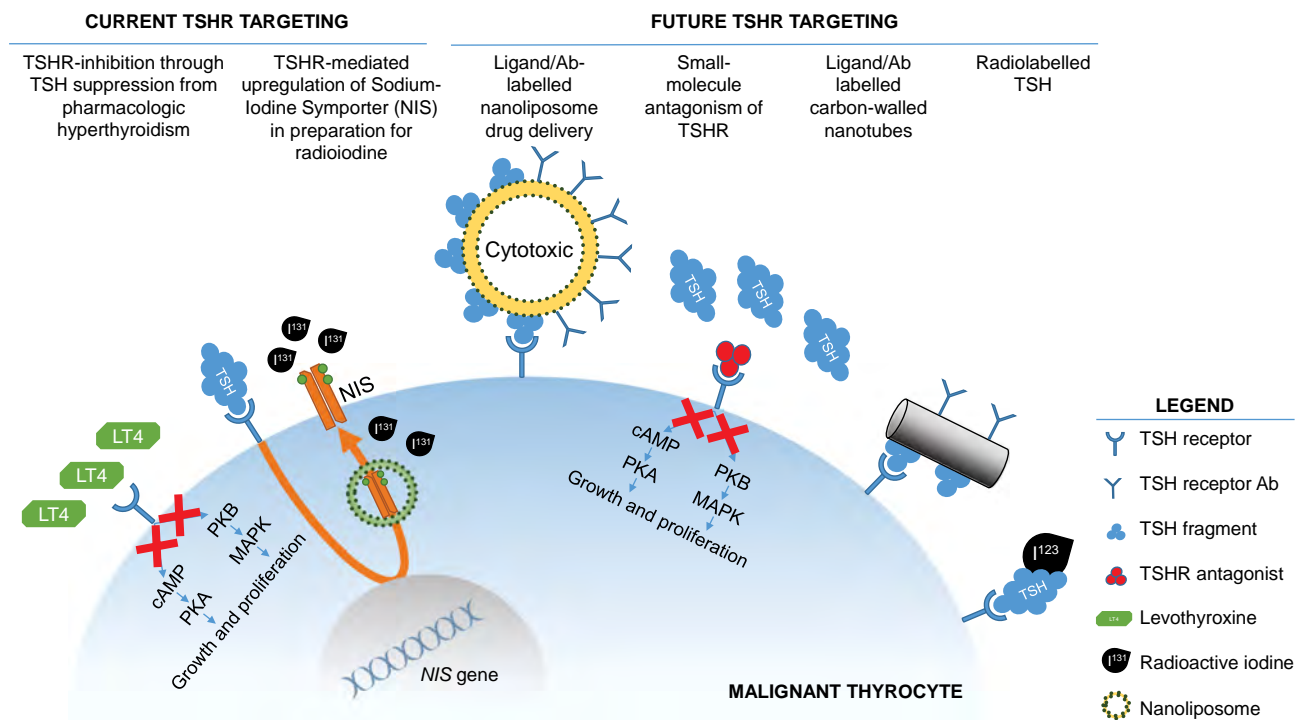 CURRENT TSHR TARGETING
FUTURE TSHR TARGETING
TSHR-inhibition through
TSH suppression from
pharmacologic
hyperthyroidism
TSHR-mediated
upregulation of Sodium-
Iodine Symporter (NIS)
in preparation for
radioiodine
Ligand/Ab-
labelled
nanoliposome
drug delivery
Small-
molecule
antagonism of
TSHR
Ligand/Ab
labelled
carbon-walled
nanotubes
Radiolabelled
TSH
Cytotoxic
TSH
TSH
TSH
I131
I131
I131
NIS
TSH
I131
I131
LT4
LT4
LT4
PKB
MAPK
cAMP
PKA
Growth and proliferation
cAMP
PKA
PKB
MAPK
Growth and proliferation
NIS gene
I123
TSH
MALIGNANT THYROCYTE
LEGEND
TSH receptor
TSH receptor Ab
TSH fragment
TSHR antagonist
LT4
Levothyroxine
I131
Radioactive iodine
Nanoliposome